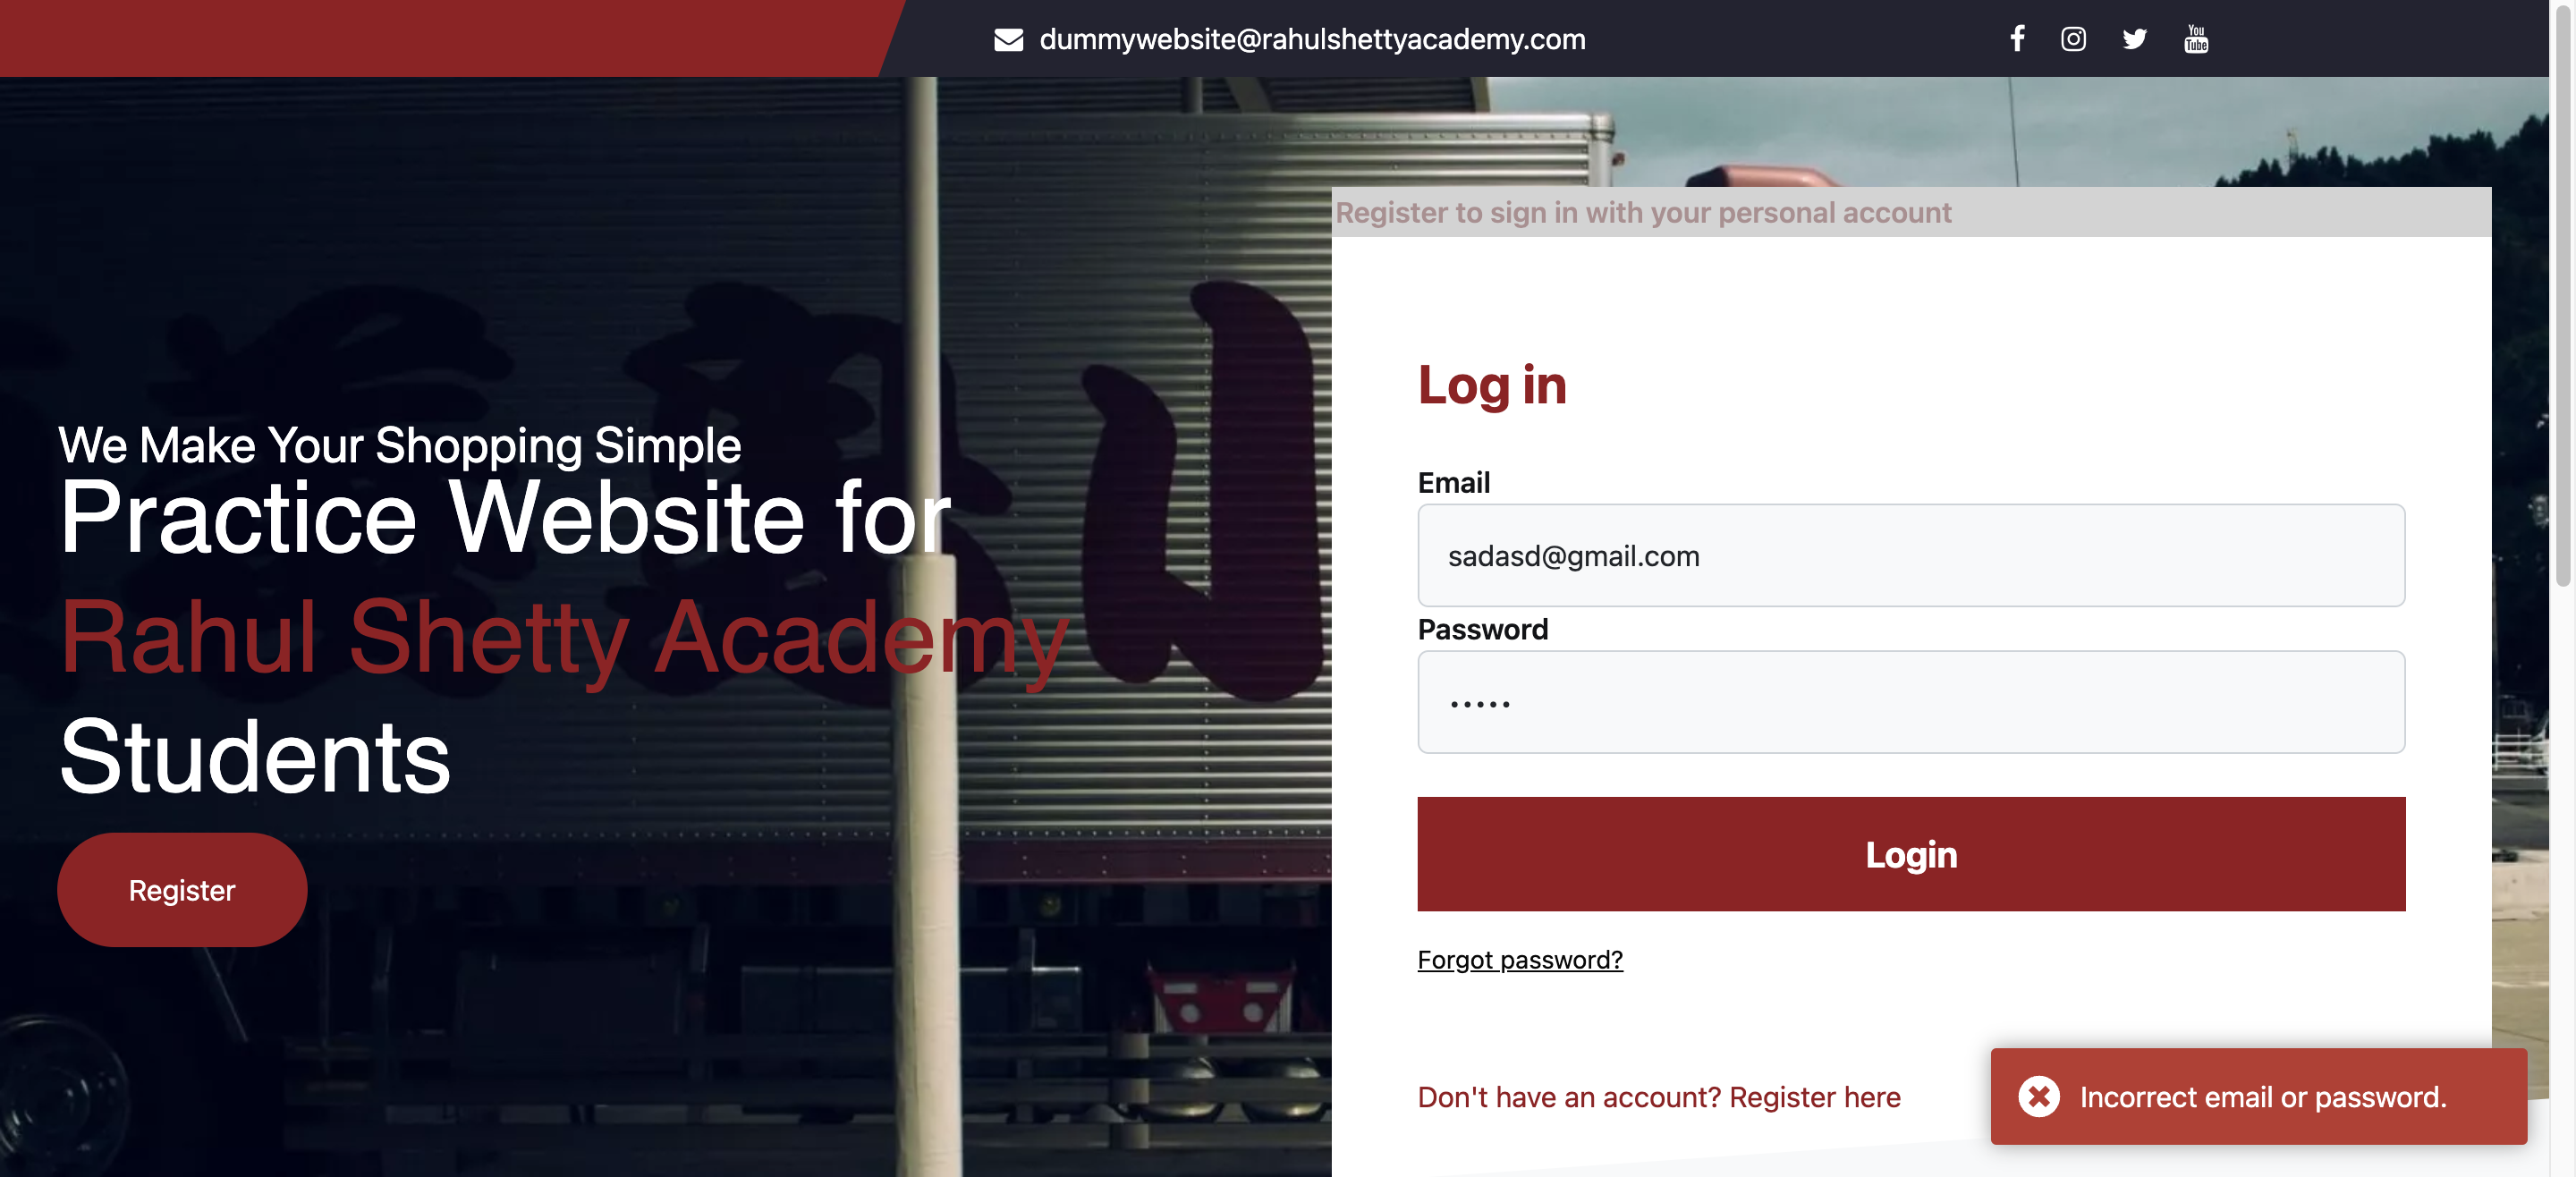 dummywebsite@rahulshettyacademy.com
You
Tube
Register to sign in with your personal account
We Make Your Shopping Simple
Practice Website for
Rahul Shetty Academy
Students
Register
Log in
Email
sadasd@gmail.com
Password
•••••
Login
Forgot password?
Don't have an account? Register here
Incorrect email or password.